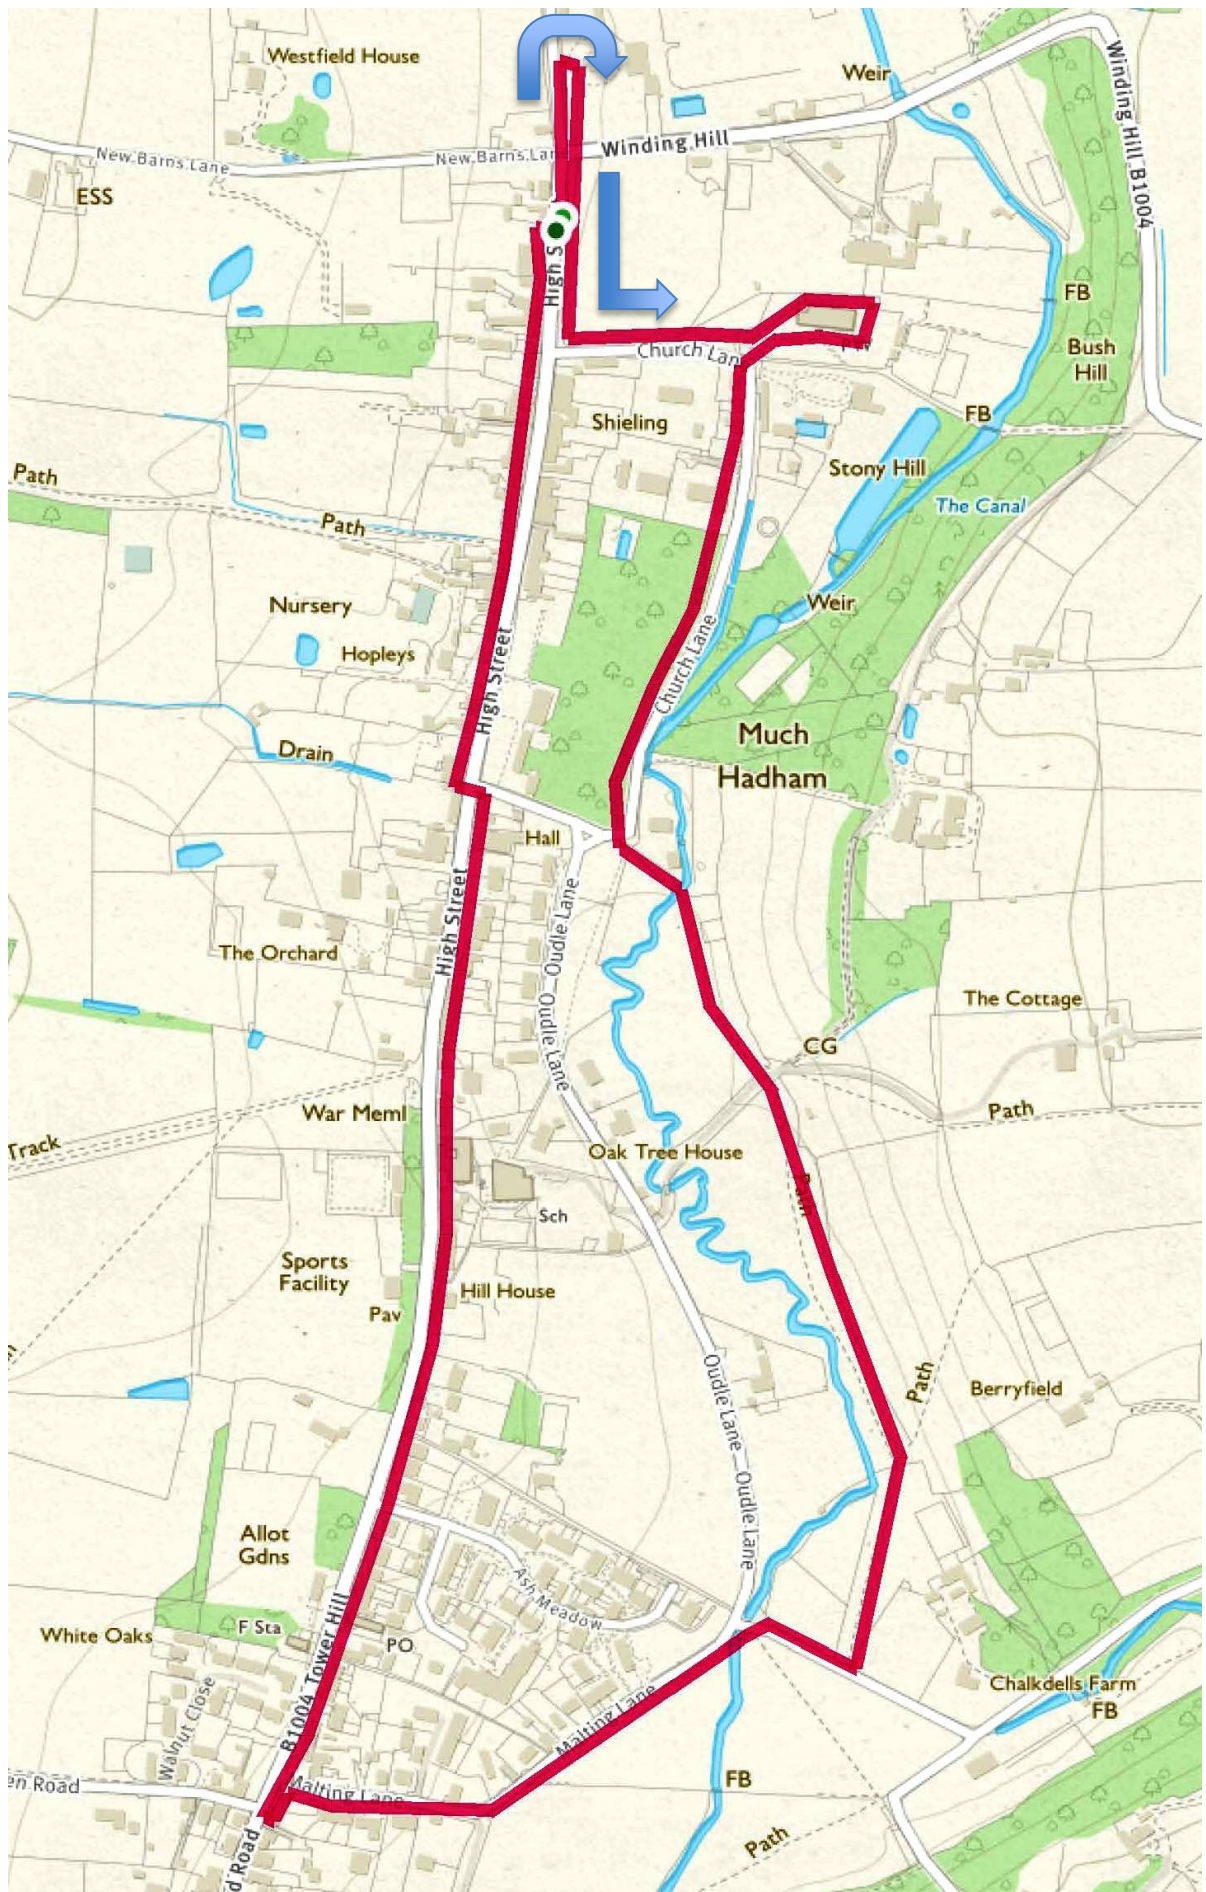 Westfield House
Weir
Winding Hill B1004
New Barns Lane
New Barns Lane
Winding Hill
ESS
High S
FB
Bush
Hill
Church Lan
Shieling
FB
Stony Hill
The Canal
Path
Path
Nursery
Hopleys
Weir
High Street
Church Lane
Much
Hadham
Drain
Hall
High Street
Oudle Lane
Oudle Lane
The Orchard
The Cottage
CG
War Meml
Path
Track
Oak Tree House
Path
Sch
Sports
Facility
Hill House
Pav
Path
Berryfield
Oudle Lane
Oudle Lane
Allot
Gdns
Ash Meadow
F Sta
White Oaks
PO
B1004 Tower Hill
Walnut Close
Chalkdells Farm
FB
Malting Lane
en Road
Malting Lane
FB
Path
d Road